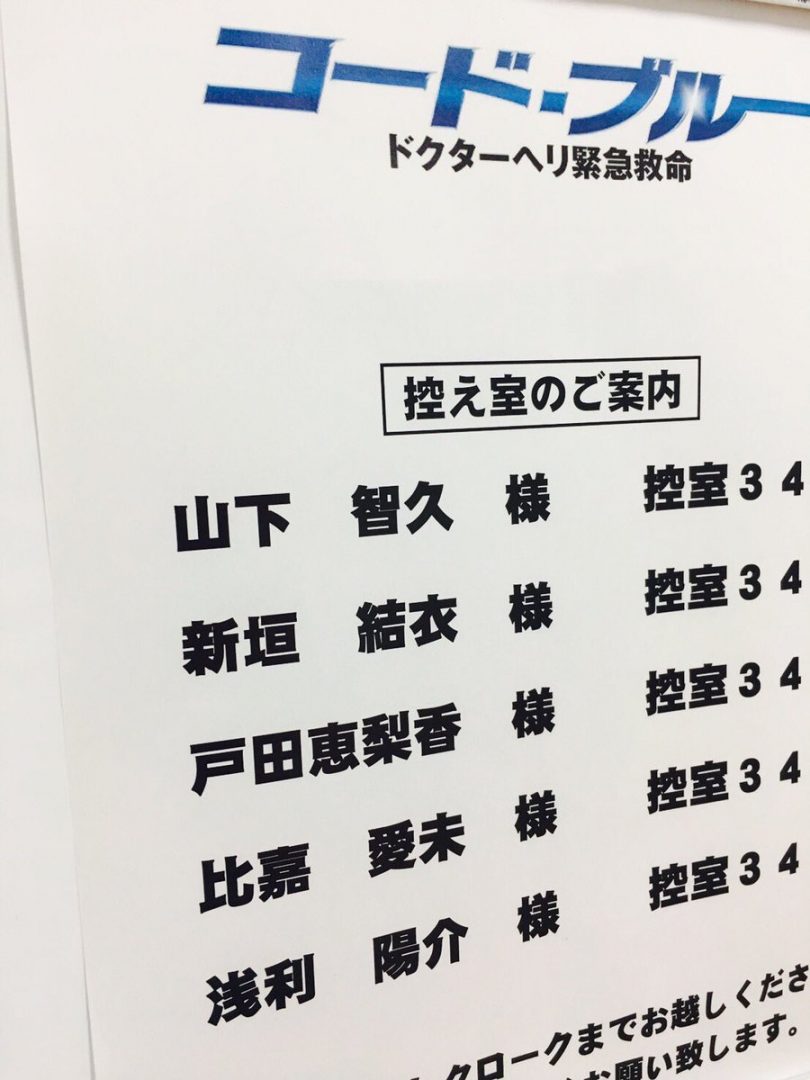 コード・ブルー
ドクターヘリ緊急救命
控え室のご案内
山下 智久 様 控室34
新垣 結衣 様 控室34
戸田恵梨香 様 控室34
比嘉 愛未 様 控室34
浅利 陽介 様 控室34
クロークまでお越しくださ
お願い致します。